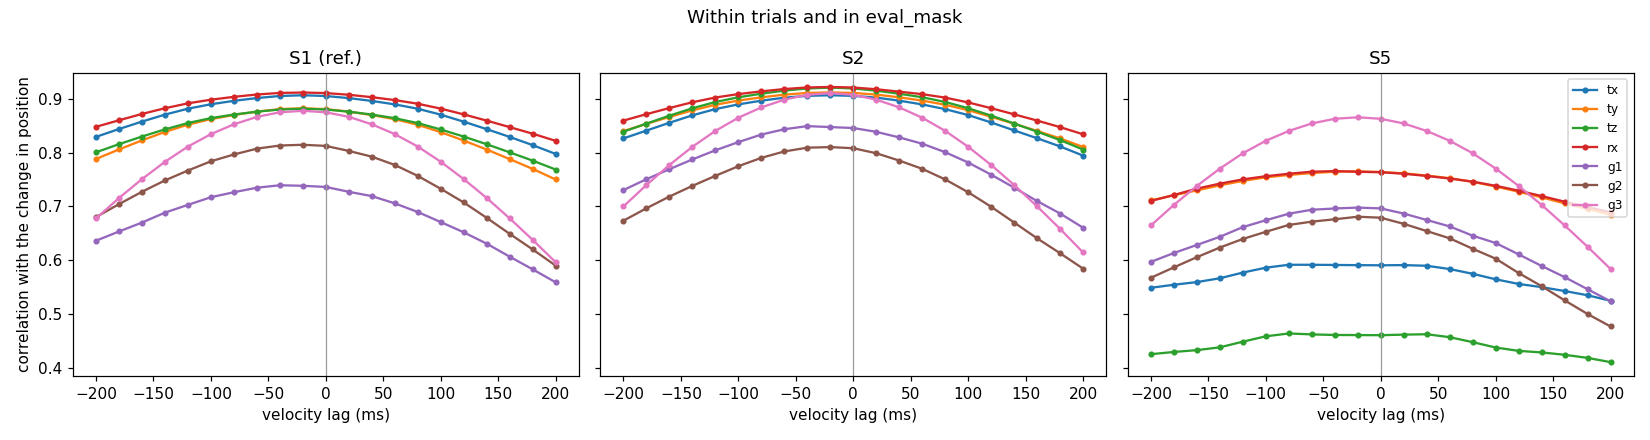 Within trials and in eval_mask
S1 (ref.)
S2
S5
correlation with the change in position
0.9
0.8
0.7
0.6
0.5
0.4
−200 −150 −100 −50 0 50 100 150 200
−200 −150 −100 −50 0 50 100 150 200
−200 −150 −100 −50 0 50 100 150 200
velocity lag (ms)
velocity lag (ms)
velocity lag (ms)
tx
ty
tz
rx
g1
g2
g3